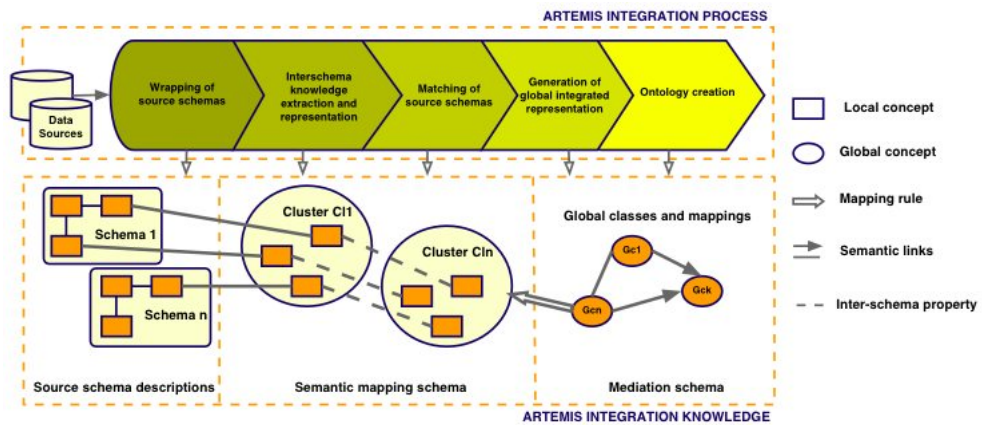 ARTEMIS INTEGRATION PROCESS
Data
Sources
Wrapping of
source schemas
Interschema
knowledge
extraction and
representation
Matching of
source schemas
Generation of
global integrated
representation
Ontology creation
Local concept
Global concept
Mapping rule
Semantic links
Inter-schema property
Schema 1
Schema n
Source schema descriptions
Cluster Cl1
Cluster Cln
Semantic mapping schema
Global classes and mappings
Gc1
Gck
Gcn
Mediation schema
ARTEMIS INTEGRATION KNOWLEDGE